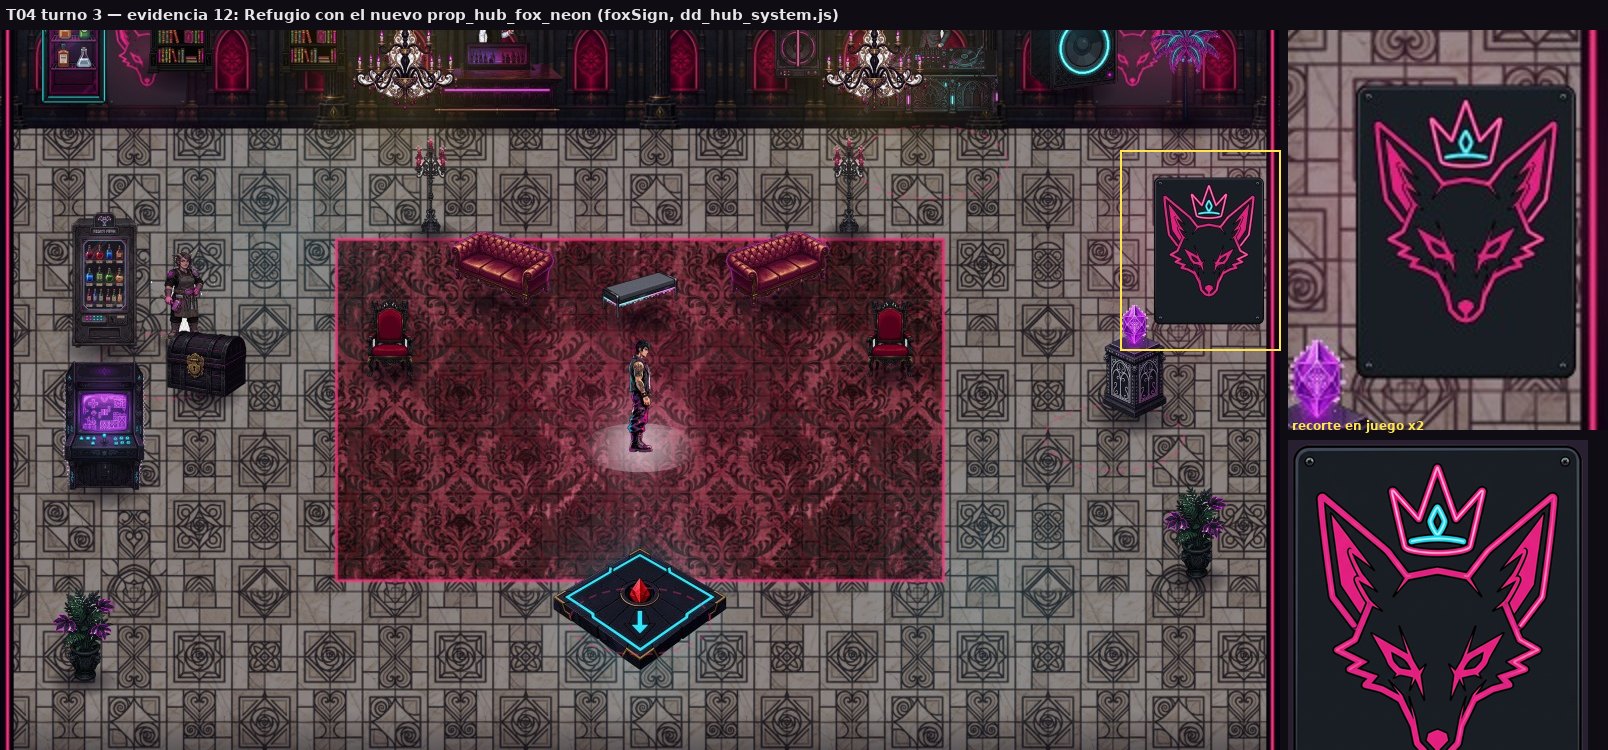 T04 turno 3 — evidencia 12: Refugio con el nuevo prop_hub_fox_neon (foxSign, dd_hub_system.js)
recorte en juego x2